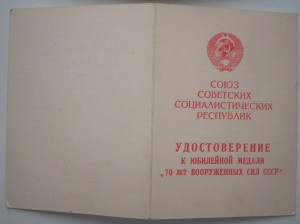 СОЮЗ
СОВЕТСКИХ
СОЦИАЛИСТИЧЕСКИХ
РЕСПУБЛИК
УДОСТОВЕРЕНИЕ
К ЮБИЛЕЙНОЙ МЕДАЛИ
„70 ЛЕТ ВООРУЖЕННЫХ СИЛ СССР"